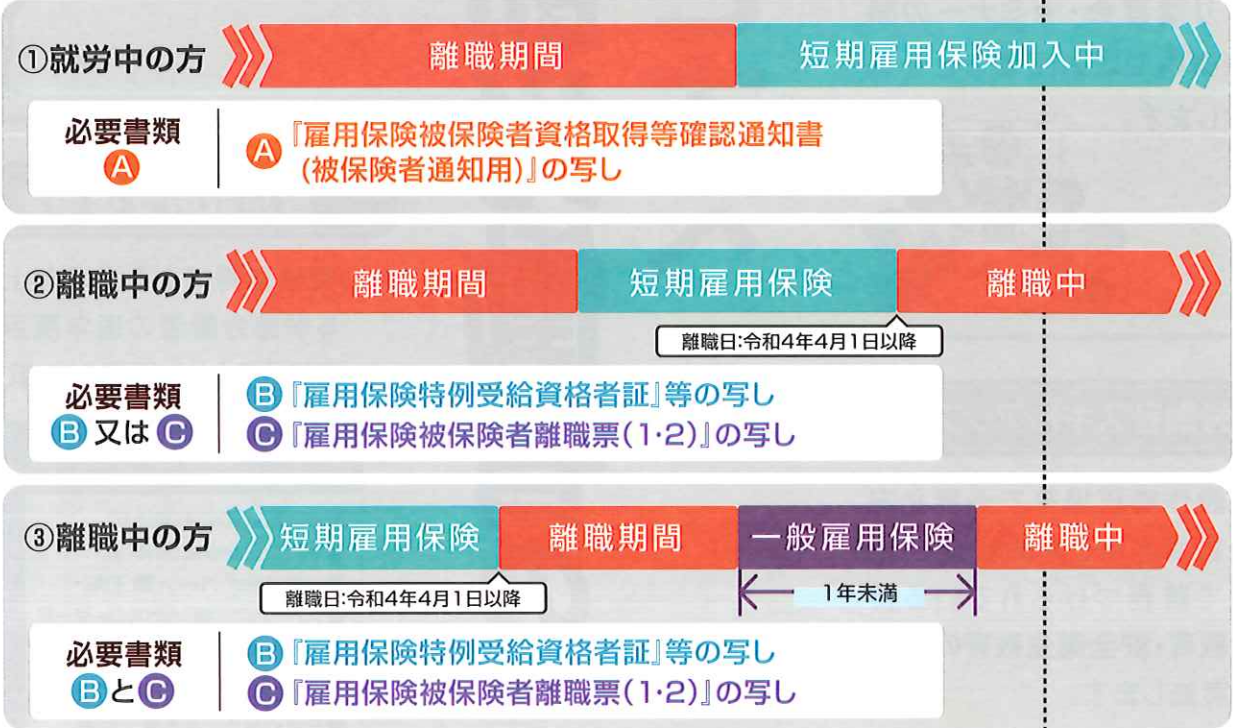 ①就労中の方
離職期間
短期雇用保険加入中
必要書類
A
A『雇用保険被保険者資格取得等確認通知書
(被保険者通知用)』の写し
②離職中の方
離職期間
短期雇用保険
離職中
離職日:令和4年4月1日以降
必要書類
B又はC
B『雇用保険特例受給資格者証』等の写し
C『雇用保険被保険者離職票(1・2)』の写し
③離職中の方
短期雇用保険
離職期間
一般雇用保険
離職中
離職日:令和4年4月1日以降
1年未満
必要書類
BとC
B『雇用保険特例受給資格者証』等の写し
C『雇用保険被保険者離職票(1・2)』の写し